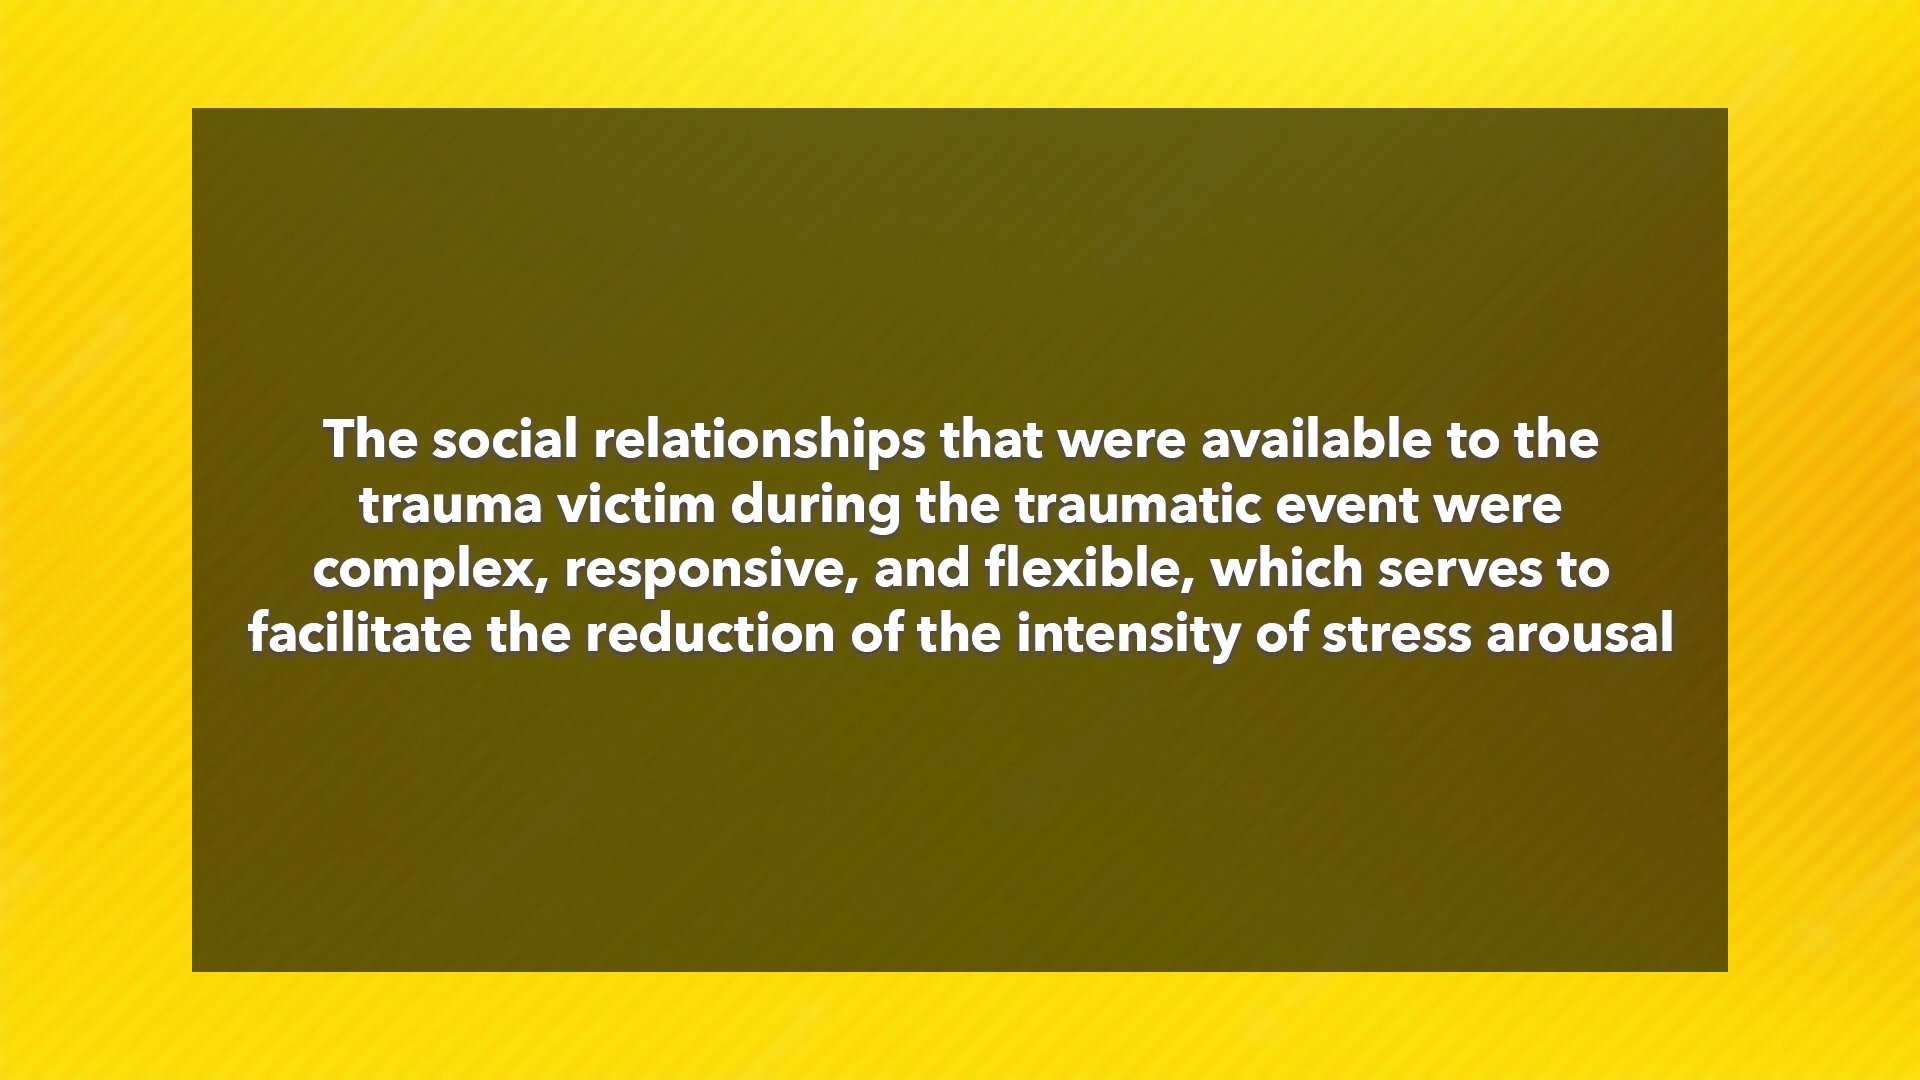 The social relationships that were available to the
trauma victim during the traumatic event were
complex, responsive, and flexible, which serves to
facilitate the reduction of the intensity of stress arousal